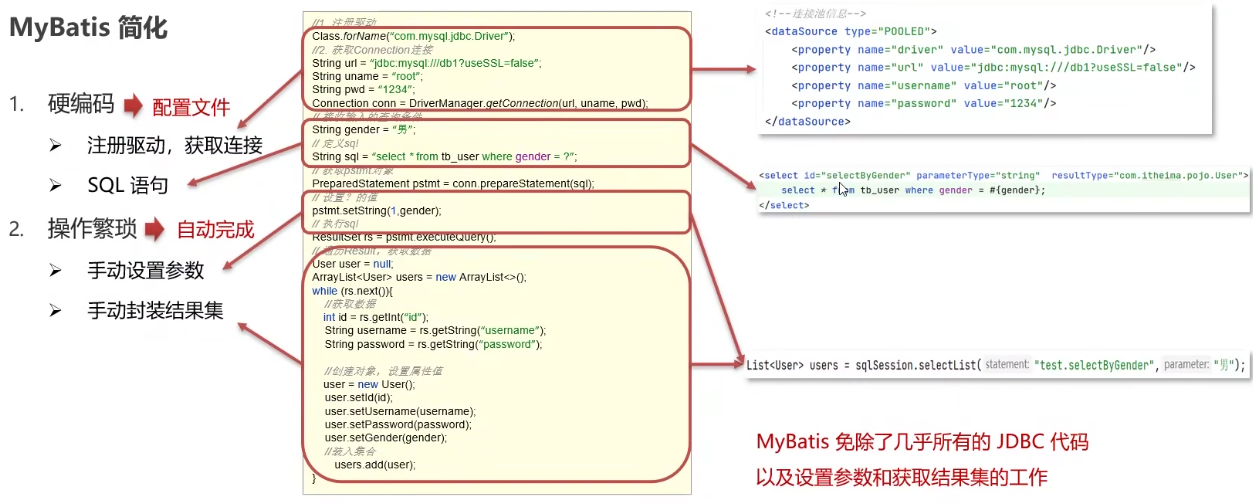 MyBatis 简化
1. 硬编码 配置文件
注册驱动，获取连接
SQL 语句
2. 操作繁琐 自动完成
手动设置参数
手动封装结果集
//1. 注册驱动
Class.forName("com.mysql.jdbc.Driver");
//2. 获取Connection连接
String url = "jdbc:mysql:///db1?useSSL=false";
String uname = "root";
String pwd = "1234";
Connection conn = DriverManager.getConnection(url, uname, pwd);
// 接收输入的查询条件
String gender = "男";
// 定义sql
String sql = "select * from tb_user where gender = ?";
// 获取pstmt对象
PreparedStatement pstmt = conn.prepareStatement(sql);
// 设置？的值
pstmt.setString(1,gender);
// 执行sql
ResultSet rs = pstmt.executeQuery();
// 遍历Result，获取数据
User user = null;
ArrayList<User> users = new ArrayList<>();
while (rs.next()){
//获取数据
int id = rs.getInt("id");
String username = rs.getString("username");
String password = rs.getString("password");
//创建对象，设置属性值
user = new User();
user.setId(id);
user.setUsername(username);
user.setPassword(password);
user.setGender(gender);
//装入集合
users.add(user);
}
<!--连接池信息-->
<dataSource type="POOLED">
<property name="driver" value="com.mysql.jdbc.Driver"/>
<property name="url" value="jdbc:mysql:///db1?useSSL=false"/>
<property name="username" value="root"/>
<property name="password" value="1234"/>
</dataSource>
<select id="selectByGender" parameterType="string" resultType="com.itheima.pojo.User">
select * from tb_user where gender = #{gender};
</select>
List<User> users = sqlSession.selectList( statement: "test.selectByGender", parameter: "男");
MyBatis 免除了几乎所有的 JDBC 代码
以及设置参数和获取结果集的工作